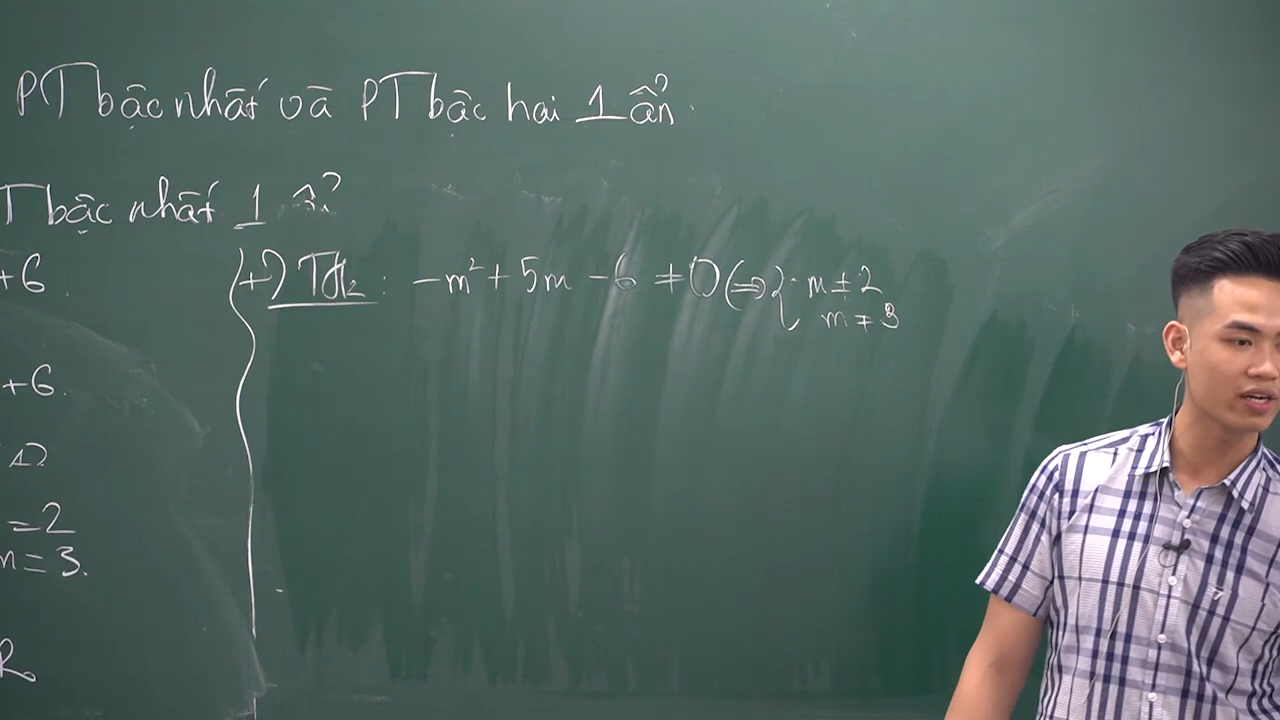 PT bậc nhất và PT bậc hai 1 ẩn.
T bậc nhất 1 ẩn
+6.
+6.
=2
m=3.
R
(+) TH₂: -m²+5m-6≠0 ⇔ { m≠2
m≠3